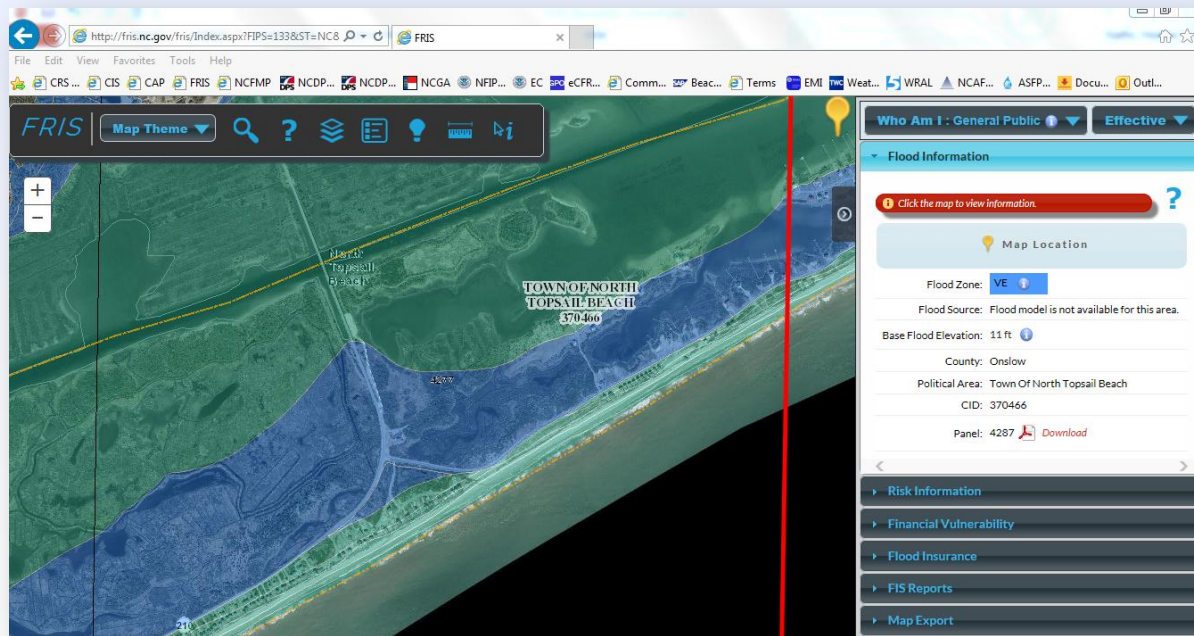 http://fris.nc.gov/fris/Index.aspx?FIPS=133&ST=NC&
FRIS
File Edit View Favorites Tools Help
CRS ... CIS CAP FRIS NCFMP NCDP... NCDP... NCGA NFIP... EC eCFR... Comm... Beac... Terms EMI Weat... WRAL NCAF... ASFP... Docu... Outl...
FRIS
Map Theme
Who Am I : General Public
Effective
Flood Information
Click the map to view information.
Map Location
Flood Zone: VE
Flood Source: Flood model is not available for this area.
Base Flood Elevation: 11 ft
County: Onslow
Political Area: Town Of North Topsail Beach
CID: 370466
Panel: 4287 Download
Risk Information
Financial Vulnerability
Flood Insurance
FIS Reports
Map Export
North
Topsail
Beach
TOWN OF NORTH
TOPSAIL BEACH
370466
210